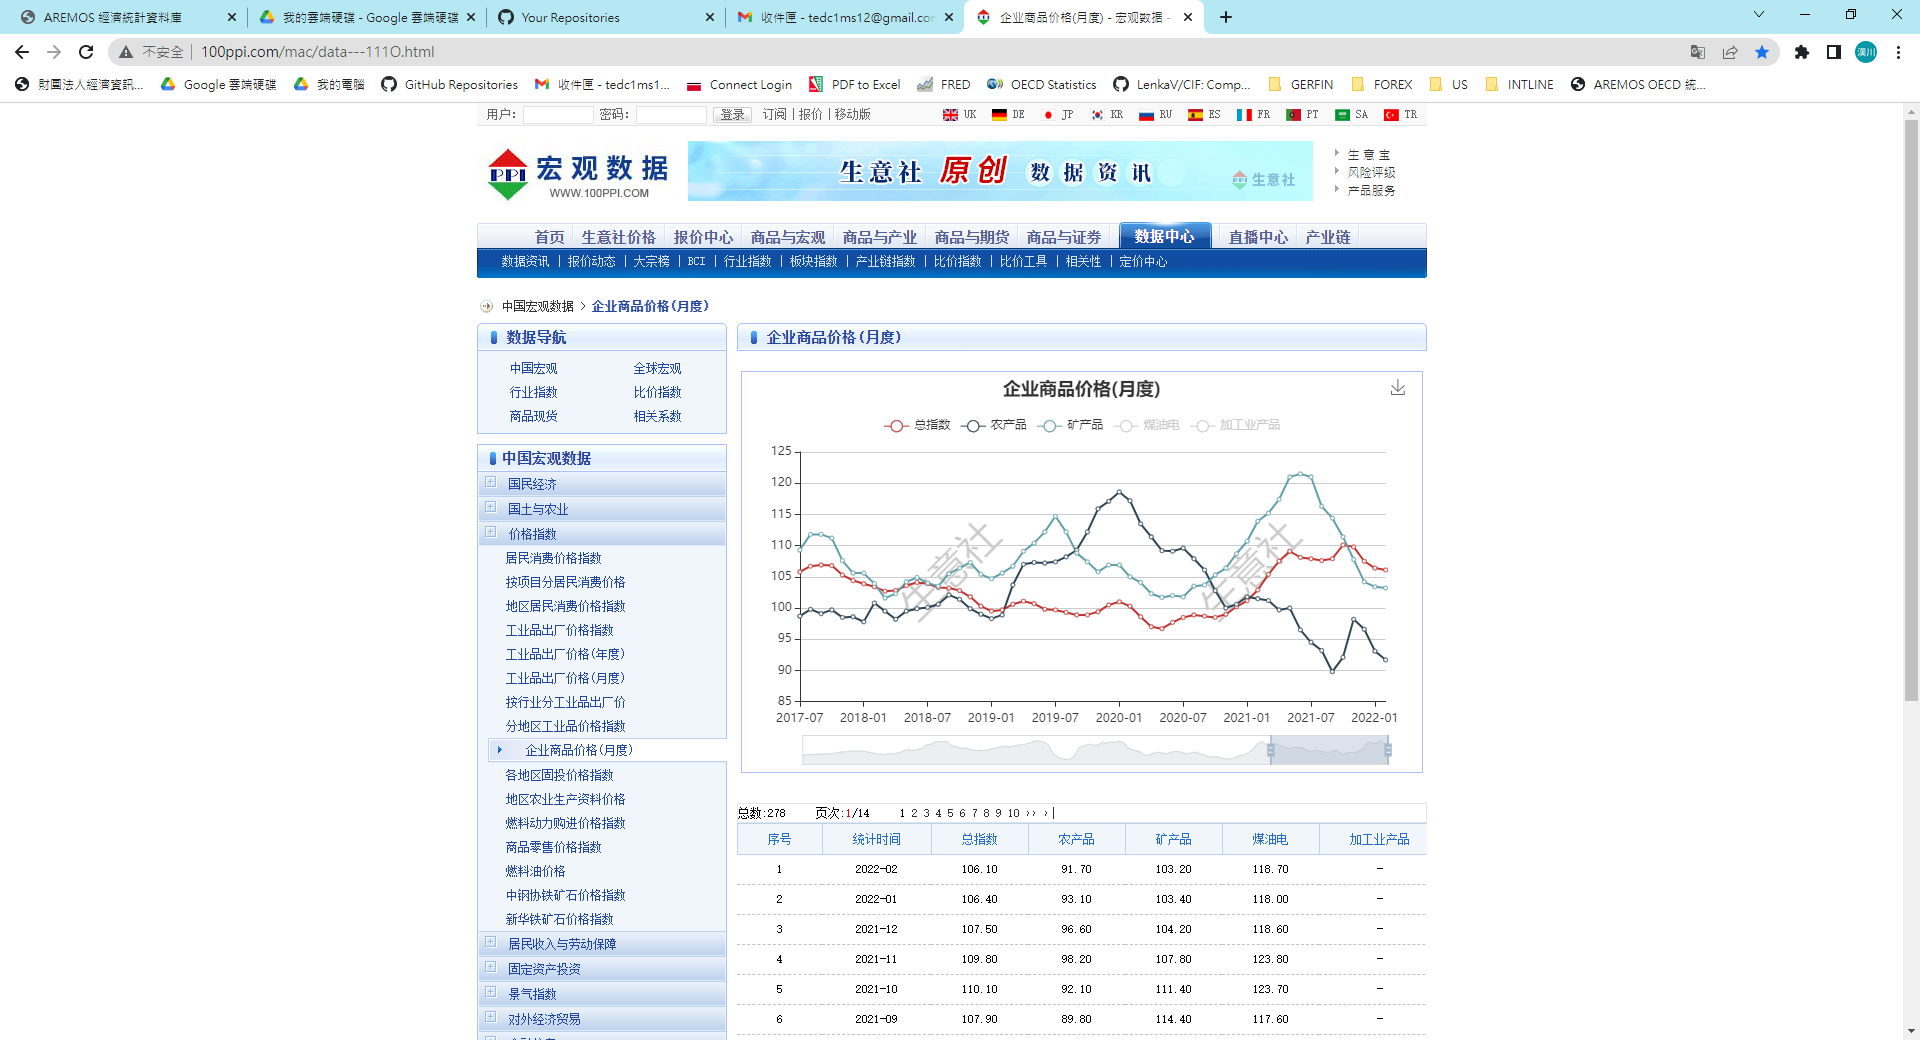 AREMOS 經濟統計資料庫
我的雲端硬碟 - Google 雲端硬碟
Your Repositories
收件匣 - tedc1ms12@gmail.co
企业商品价格(月度) - 宏观数据 -
不安全 | 100ppi.com/mac/data---111O.html
財團法人經濟資訊...
Google 雲端硬碟
我的電腦
GitHub Repositories
收件匣 - tedc1ms1...
Connect Login
PDF to Excel
FRED
OECD Statistics
LenkaV/CIF: Comp...
GERFIN
FOREX
US
INTLINE
AREMOS OECD 統...
用户: 密码: 登录 订阅 | 报价 | 移动版
UK DE JP KR RU ES FR PT SA TR
PPI 宏观数据
WWW.100PPI.COM
生意社 原创 数据资讯
生意社
生意宝
风险评级
产品服务
首页 生意社价格 报价中心 商品与宏观 商品与产业 商品与期货 商品与证券 数据中心 直播中心 产业链
数据资讯 | 报价动态 | 大宗榜 | BCI | 行业指数 | 板块指数 | 产业链指数 | 比价指数 | 比价工具 | 相关性 | 定价中心
中国宏观数据 > 企业商品价格(月度)
数据导航
中国宏观 全球宏观
行业指数 比价指数
商品现货 相关系数
中国宏观数据
国民经济
国土与农业
价格指数
居民消费价格指数
按项目分居民消费价格
地区居民消费价格指数
工业品出厂价格指数
工业品出厂价格(年度)
工业品出厂价格(月度)
按行业分工业品出厂价
分地区工业品价格指数
企业商品价格(月度)
各地区固投价格指数
地区农业生产资料价格
燃料动力购进价格指数
商品零售价格指数
燃料油价格
中钢协铁矿石价格指数
新华铁矿石价格指数
居民收入与劳动保障
固定资产投资
景气指数
对外经济贸易
企业商品价格(月度)
企业商品价格(月度)
总指数 农产品 矿产品 煤油电 加工业产品
125
120
115
110
105
100
95
90
85
2017-07 2018-01 2018-07 2019-01 2019-07 2020-01 2020-07 2021-01 2021-07 2022-01
生意社
生意社
总数:278 页次:1/14 1 2 3 4 5 6 7 8 9 10 ›› › |
序号 统计时间 总指数 农产品 矿产品 煤油电 加工业产品
1 2022-02 106.10 91.70 103.20 118.70 -
2 2022-01 106.40 93.10 103.40 118.00 -
3 2021-12 107.50 96.60 104.20 118.60 -
4 2021-11 109.80 98.20 107.80 123.80 -
5 2021-10 110.10 92.10 111.40 123.70 -
6 2021-09 107.90 89.80 114.40 117.60 -